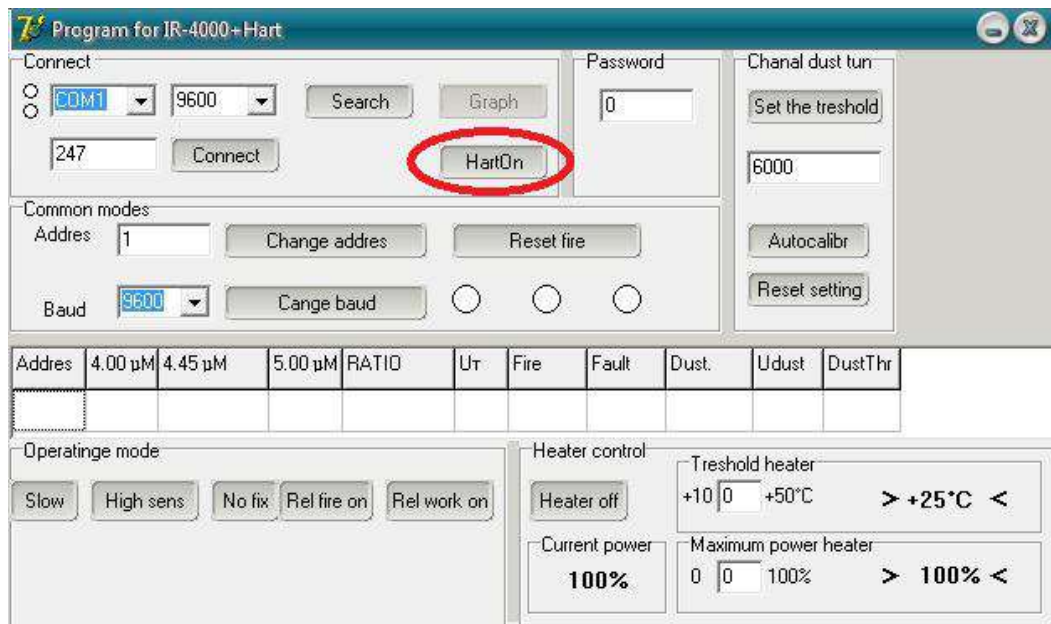 Program for IR-4000+Hart
Connect
COM1
9600
Search
Graph
247
Connect
HartOn
Password
0
Chanal dust tun
Set the treshold
6000
Autocalibr
Reset setting
Common modes
Addres
1
Change addres
Reset fire
Baud
9600
Cange baud
Addres 4.00 µM 4.45 µM 5.00 µM RATIO Uт Fire Fault Dust. Udust DustThr
Operatinge mode
Slow
High sens
No fix
Rel fire on
Rel work on
Heater control
Heater off
Treshold heater
+10 0 +50°C > +25°C <
Current power
100%
Maximum power heater
0 0 100% > 100% <